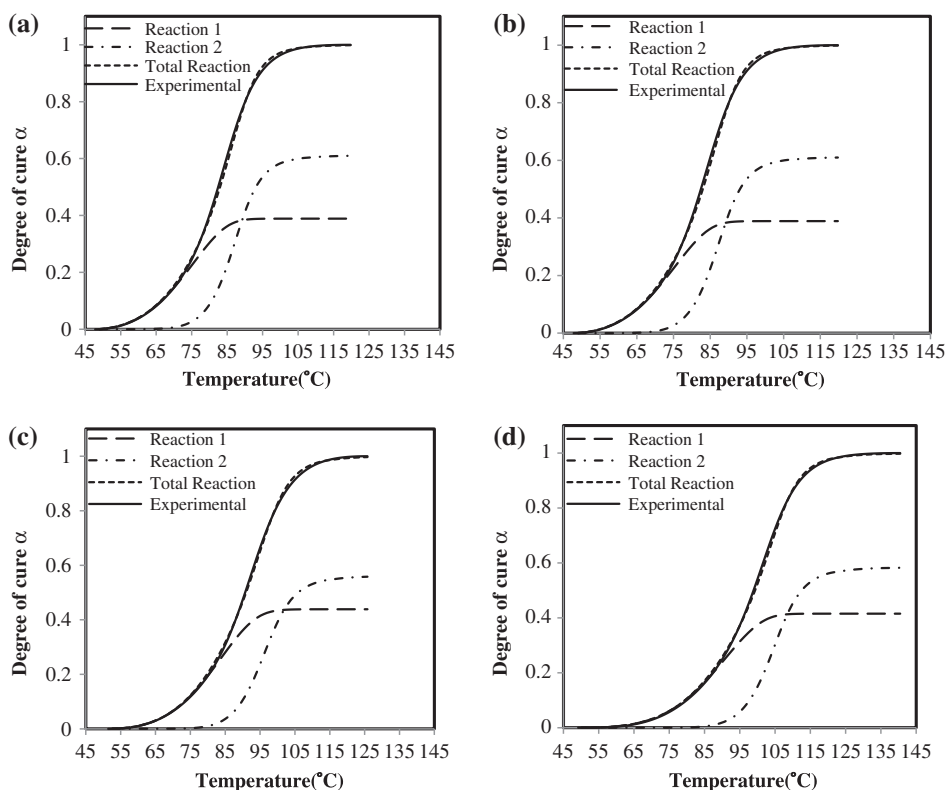 (a)
Reaction 1
Reaction 2
Total Reaction
Experimental
1
0.8
0.6
0.4
0.2
0
Degree of cure α
45 55 65 75 85 95 105 115 125 135 145
Temperature(°C)
(b)
Reaction 1
Reaction 2
Total Reaction
Experimental
1
0.8
0.6
0.4
0.2
0
Degree of cure α
45 55 65 75 85 95 105 115 125 135 145
Temperature(°C)
(c)
Reaction 1
Reaction 2
Total Reaction
Experimental
1
0.8
0.6
0.4
0.2
0
Degree of cure α
45 55 65 75 85 95 105 115 125 135 145
Temperature(°C)
(d)
Reaction 1
Reaction 2
Total Reaction
Experimental
1
0.8
0.6
0.4
0.2
0
Degree of cure α
45 55 65 75 85 95 105 115 125 135 145
Temperature(°C)